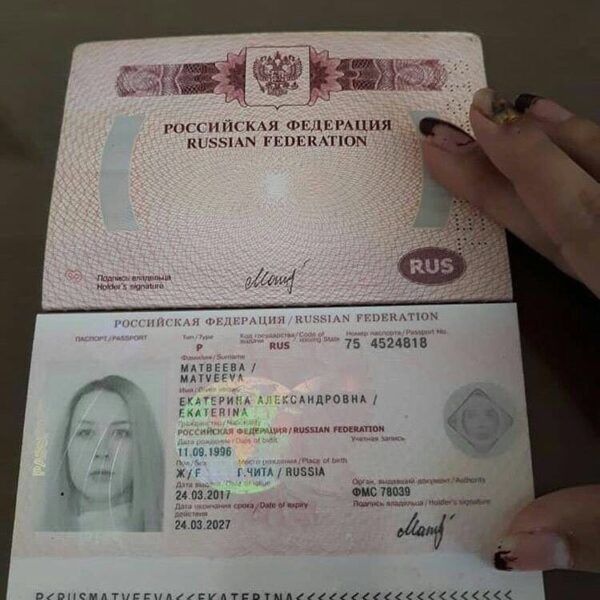 РОССИЙСКАЯ ФЕДЕРАЦИЯ
RUSSIAN FEDERATION
RUS
Подпись владельца
Holder's signature
РОССИЙСКАЯ ФЕДЕРАЦИЯ / RUSSIAN FEDERATION
ПАСПОРТ/PASSPORT
Тип / Type
P
Код государства/Code of
выдачи issuing State
RUS
Номер паспорта/Passport No.
75 4524818
Фамилия/Surname
МАТВЕЕВА /
MATVEEVA
Имя / Given names
ЕКАТЕРИНА АЛЕКСАНДРОВНА /
EKATERINA
Гражданство / Nationality
РОССИЙСКАЯ ФЕДЕРАЦИЯ / RUSSIAN FEDERATION
Дата рождения / Date of birth
Учетная запись
11.09.1996
Пол/Sex
Место рождения/Place of birth
Ж/F
Г.ЧИТА / RUSSIA
Дата выдачи / Date of issue
Орган, выдавший документ/Authority
24.03.2017
ФМС 78039
Дата окончания срока / Date of expiry
действия
Подпись владельца/Holder's signature
24.03.2027
P<RUSMATVEEVA<<EKATERINA<<<<<<<<<<<<<<<<<<<<